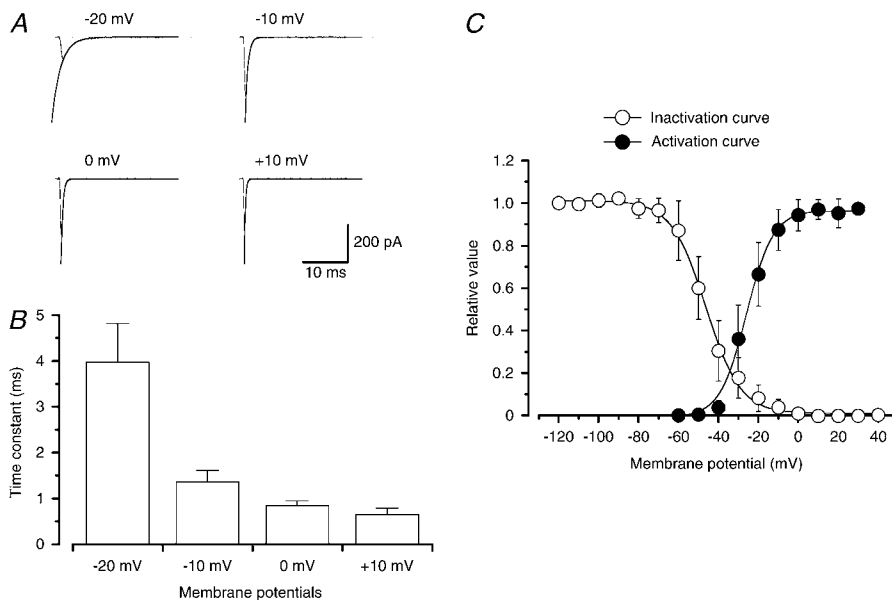 A
-20 mV
-10 mV
0 mV
+10 mV
200 pA
10 ms
B
Time constant (ms)
5
4
3
2
1
0
-20 mV
-10 mV
0 mV
+10 mV
Membrane potentials
C
Inactivation curve
Activation curve
Relative value
1.2
1.0
0.8
0.6
0.4
0.2
0
-120 -100 -80 -60 -40 -20 0 20 40
Membrane potential (mV)